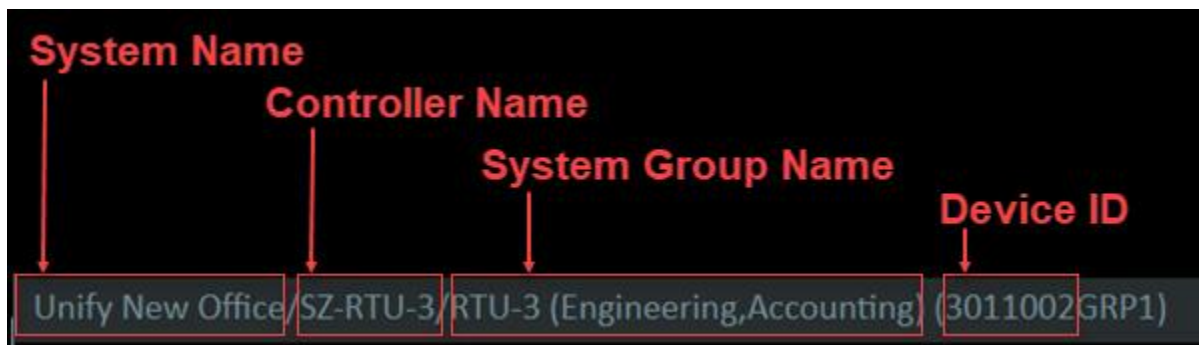 System Name
Controller Name
System Group Name
Device ID
Unify New Office/SZ-RTU-3/RTU-3 (Engineering,Accounting) (3011002GRP1)